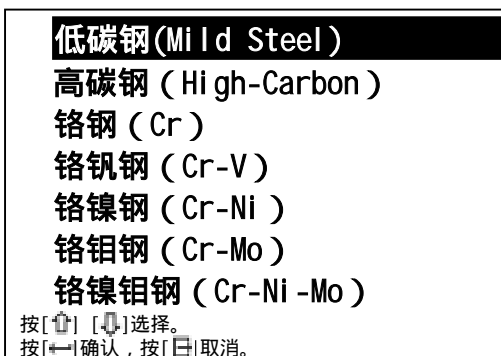 低碳钢(Mild Steel)
高碳钢（High-Carbon）
铬钢（Cr）
铬钒钢（Cr-V）
铬镍钢（Cr-Ni）
铬钼钢（Cr-Mo）
铬镍钼钢（Cr-Ni-Mo）
按[⇧] [⇩]选择。
按[←]确认，按[日]取消。